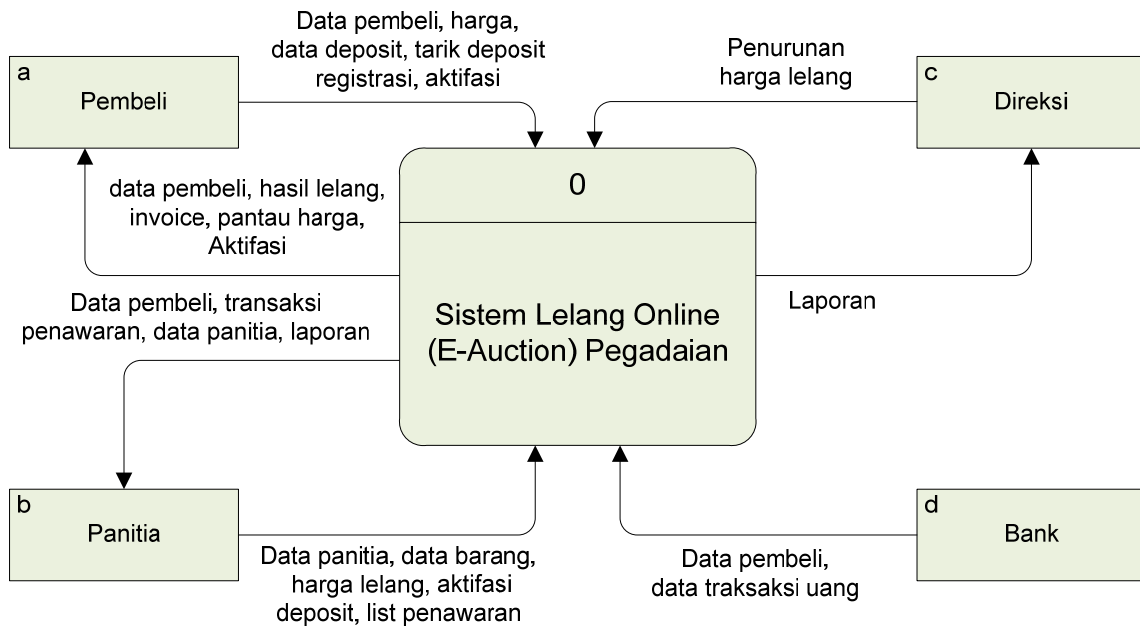 Data pembeli, harga,
data deposit, tarik deposit
registrasi, aktifasi
Penurunan
harga lelang
a
Pembeli
c
Direksi
0
Sistem Lelang Online
(E-Auction) Pegadaian
data pembeli, hasil lelang,
invoice, pantau harga,
Aktifasi
Data pembeli, transaksi
penawaran, data panitia, laporan
Laporan
b
Panitia
d
Bank
Data panitia, data barang,
harga lelang, aktifasi
deposit, list penawaran
Data pembeli,
data traksaksi uang